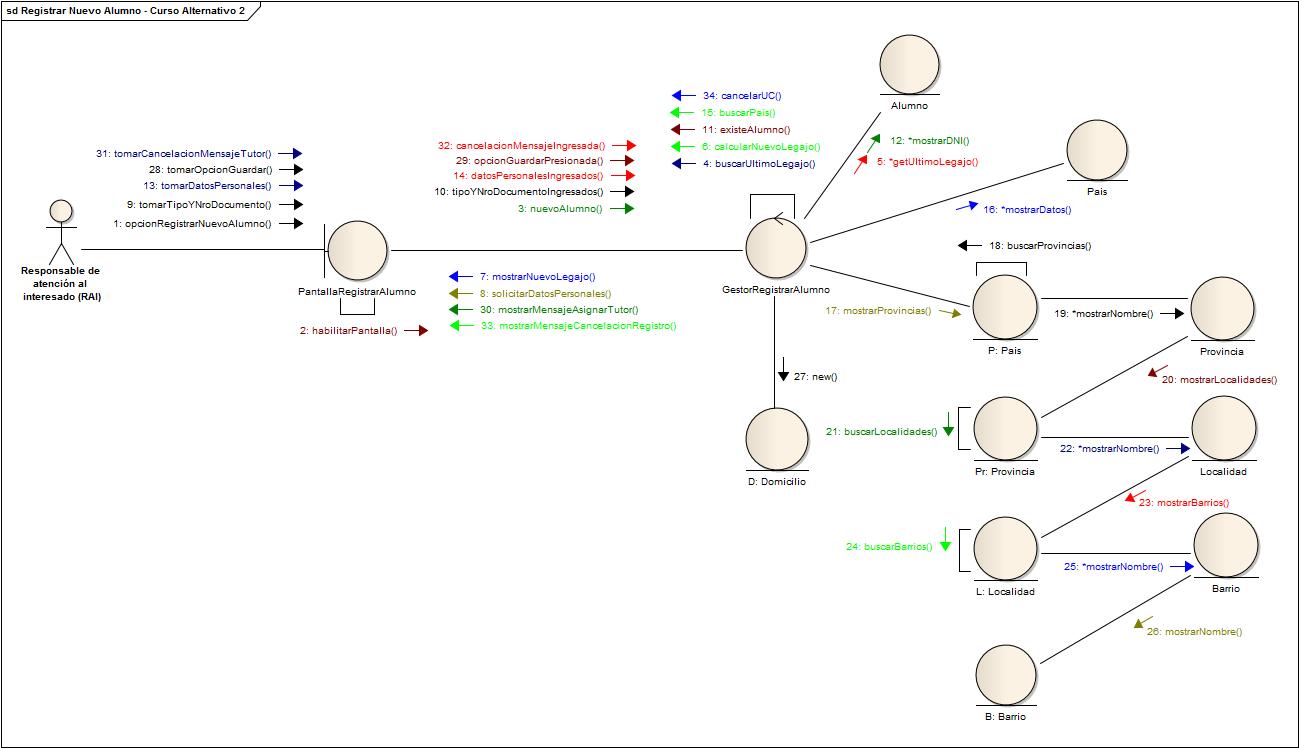 sd Registrar Nuevo Alumno - Curso Alternativo 2
Alumno
34: cancelarUC()
15: buscarPais()
11: existeAlumno()
6: calcularNuevoLegajo()
4: buscarUltimoLegajo()
12: *mostrarDNI()
5: *getUltimoLegajo()
32: cancelacionMensajeIngresada()
29: opcionGuardarPresionada()
14: datosPersonalesIngresados()
10: tipoYNroDocumentoIngresados()
3: nuevoAlumno()
31: tomarCancelacionMensajeTutor()
28: tomarOpcionGuardar()
13: tomarDatosPersonales()
9: tomarTipoYNroDocumento()
1: opcionRegistrarNuevoAlumno()
Pais
16: *mostrarDatos()
18: buscarProvincias()
Responsable de
atención al
interesado (RAI)
PantallaRegistrarAlumno
2: habilitarPantalla()
7: mostrarNuevoLegajo()
8: solicitarDatosPersonales()
30: mostrarMensajeAsignarTutor()
33: mostrarMensajeCancelacionRegistro()
GestorRegistrarAlumno
17: mostrarProvincias()
P: Pais
19: *mostrarNombre()
Provincia
20: mostrarLocalidades()
27: new()
D: Domicilio
21: buscarLocalidades()
Pr: Provincia
22: *mostrarNombre()
Localidad
23: mostrarBarrios()
24: buscarBarrios()
L: Localidad
25: *mostrarNombre()
Barrio
26: mostrarNombre()
B: Barrio